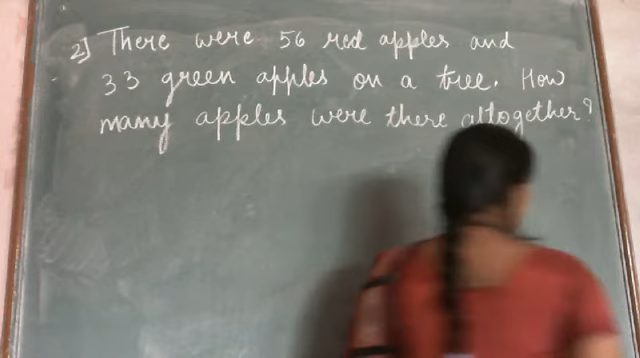 2) There were 56 red apples and
33 green apples on a tree. How
many apples were there altogether?